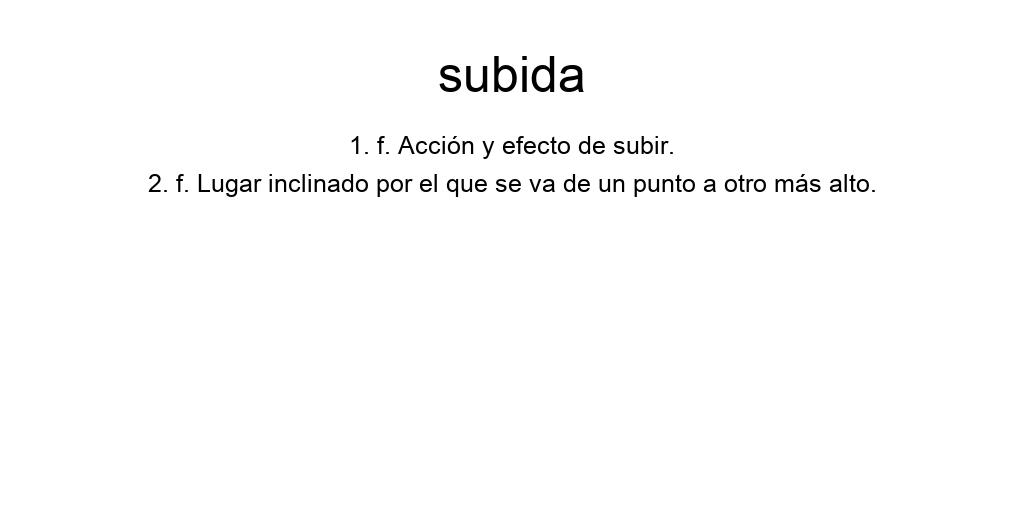 subida
1. f. Acción y efecto de subir.
2. f. Lugar inclinado por el que se va de un punto a otro más alto.